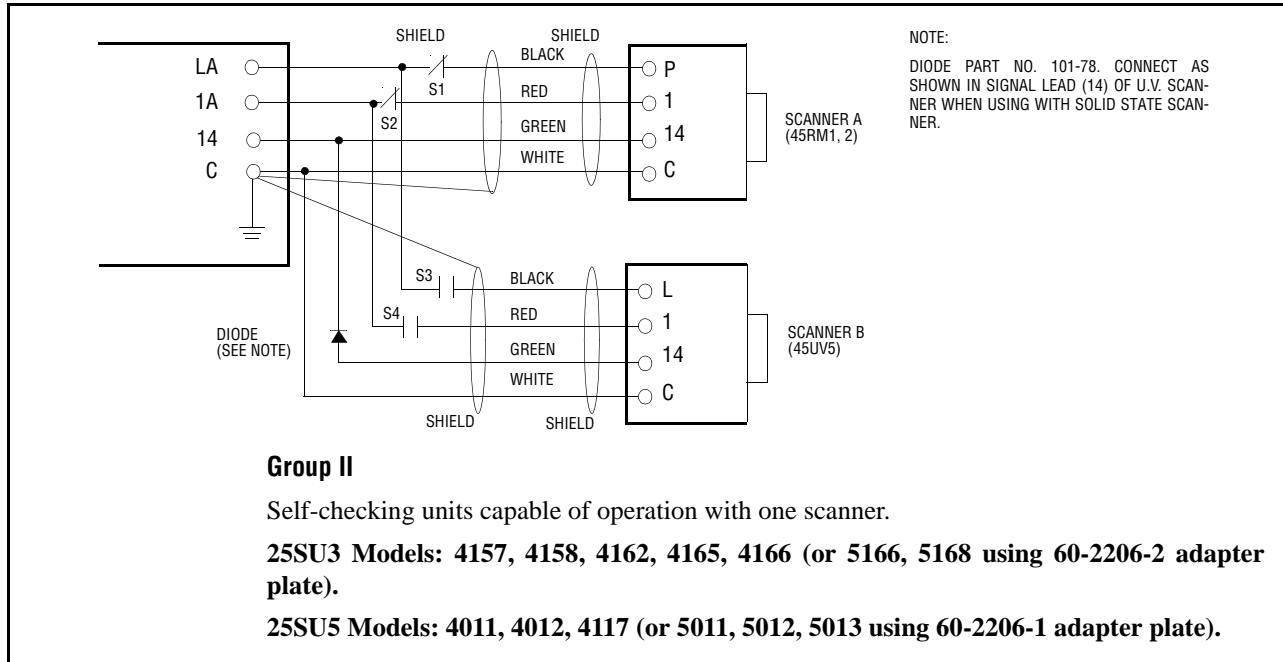 SHIELD SHIELD
NOTE:
DIODE PART NO. 101-78. CONNECT AS
SHOWN IN SIGNAL LEAD (14) OF U.V. SCAN-
NER WHEN USING WITH SOLID STATE SCAN-
NER.
LA
1A
14
C
S1
S2
BLACK
RED
GREEN
WHITE
P
1
14
C
SCANNER A
(45RM1, 2)
S3
S4
DIODE
(SEE NOTE)
BLACK
RED
GREEN
WHITE
L
1
14
C
SCANNER B
(45UV5)
SHIELD SHIELD
Group II
Self-checking units capable of operation with one scanner.
25SU3 Models: 4157, 4158, 4162, 4165, 4166 (or 5166, 5168 using 60-2206-2 adapter
plate).
25SU5 Models: 4011, 4012, 4117 (or 5011, 5012, 5013 using 60-2206-1 adapter plate).